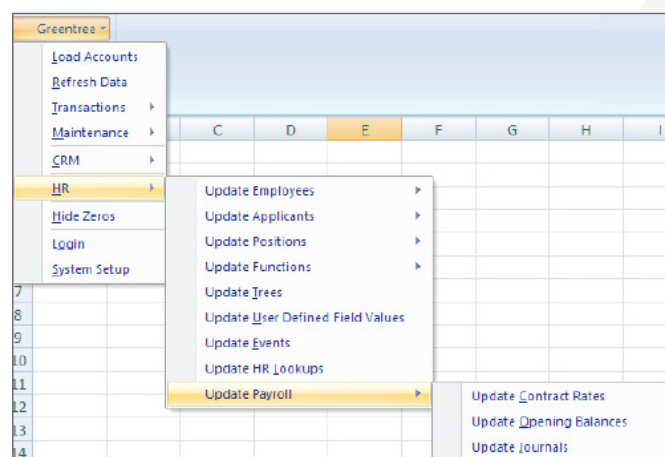 Greentree
Load Accounts
Refresh Data
Transactions
Maintenance
CRM
HR
Hide Zeros
Login
System Setup
C D E F G H I
Update Employees
Update Applicants
Update Positions
Update Functions
Update Trees
Update User Defined Field Values
Update Events
Update HR Lookups
Update Payroll
Update Contract Rates
Update Opening Balances
Update Journals
7
8
9
10
11
12
13
14